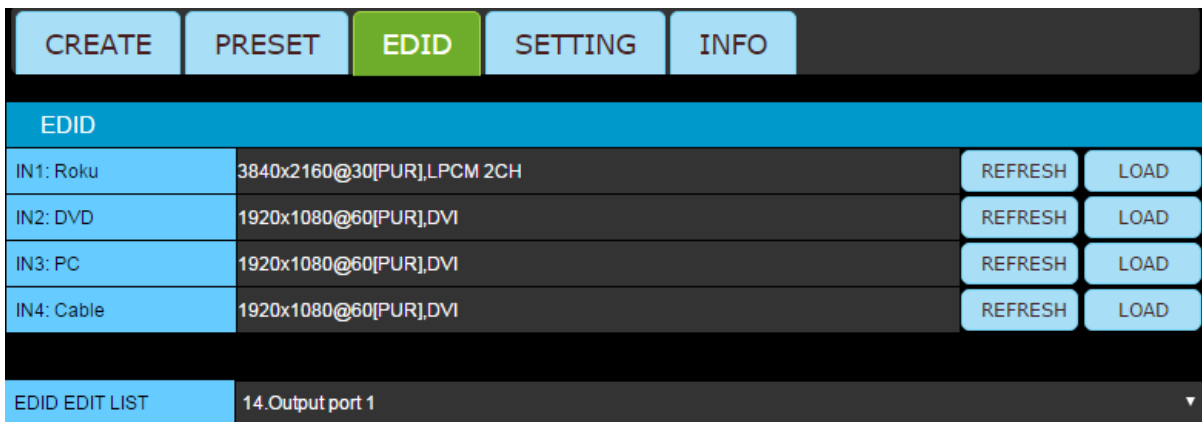 CREATE PRESET EDID SETTING INFO
EDID
IN1: Roku 3840x2160@30[PUR],LPCM 2CH REFRESH LOAD
IN2: DVD 1920x1080@60[PUR],DVI REFRESH LOAD
IN3: PC 1920x1080@60[PUR],DVI REFRESH LOAD
IN4: Cable 1920x1080@60[PUR],DVI REFRESH LOAD
EDID EDIT LIST 14.Output port 1